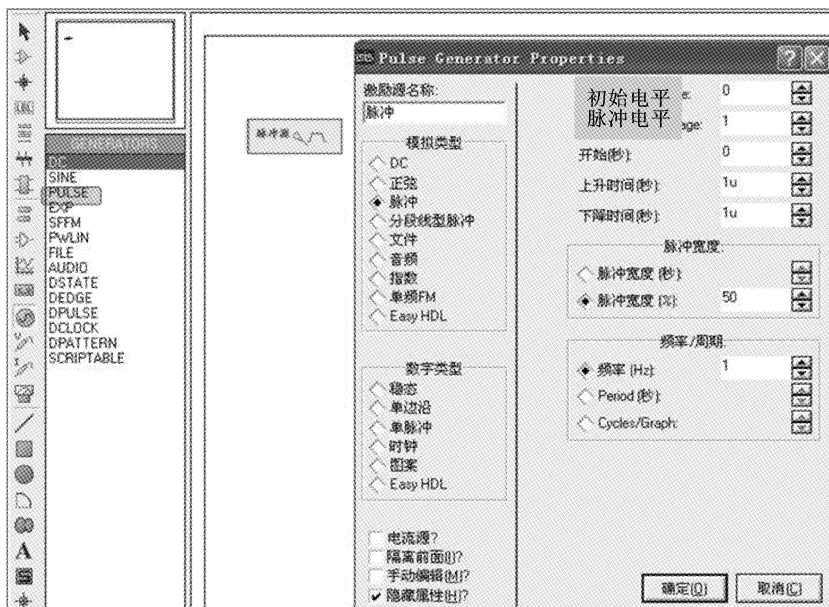 Pulse Generator Properties
GENERATORS
DC
SINE
PULSE
EXP
SFFM
PWLIN
FILE
AUDIO
DSTATE
DEDGE
DPULSE
DCLOCK
DPATTERN
SCRIPTABLE
脉冲源
激励源名称:
脉冲
模拟类型
DC
正弦
脉冲
分段线型脉冲
文件
音频
指数
单频FM
Easy HDL
数字类型
稳态
单边沿
单脉冲
时钟
图案
Easy HDL
电流源?
隔离前面[I]?
手动编辑[M]?
隐藏属性[H]?
初始电平 0
脉冲电平 age: 1
开始(秒): 0
上升时间(秒): 1u
下降时间(秒): 1u
脉冲宽度:
脉冲宽度 (秒):
脉冲宽度 (%): 50
频率/周期:
频率 (Hz): 1
Period (秒):
Cycles/Graph:
确定[O] 取消[C]